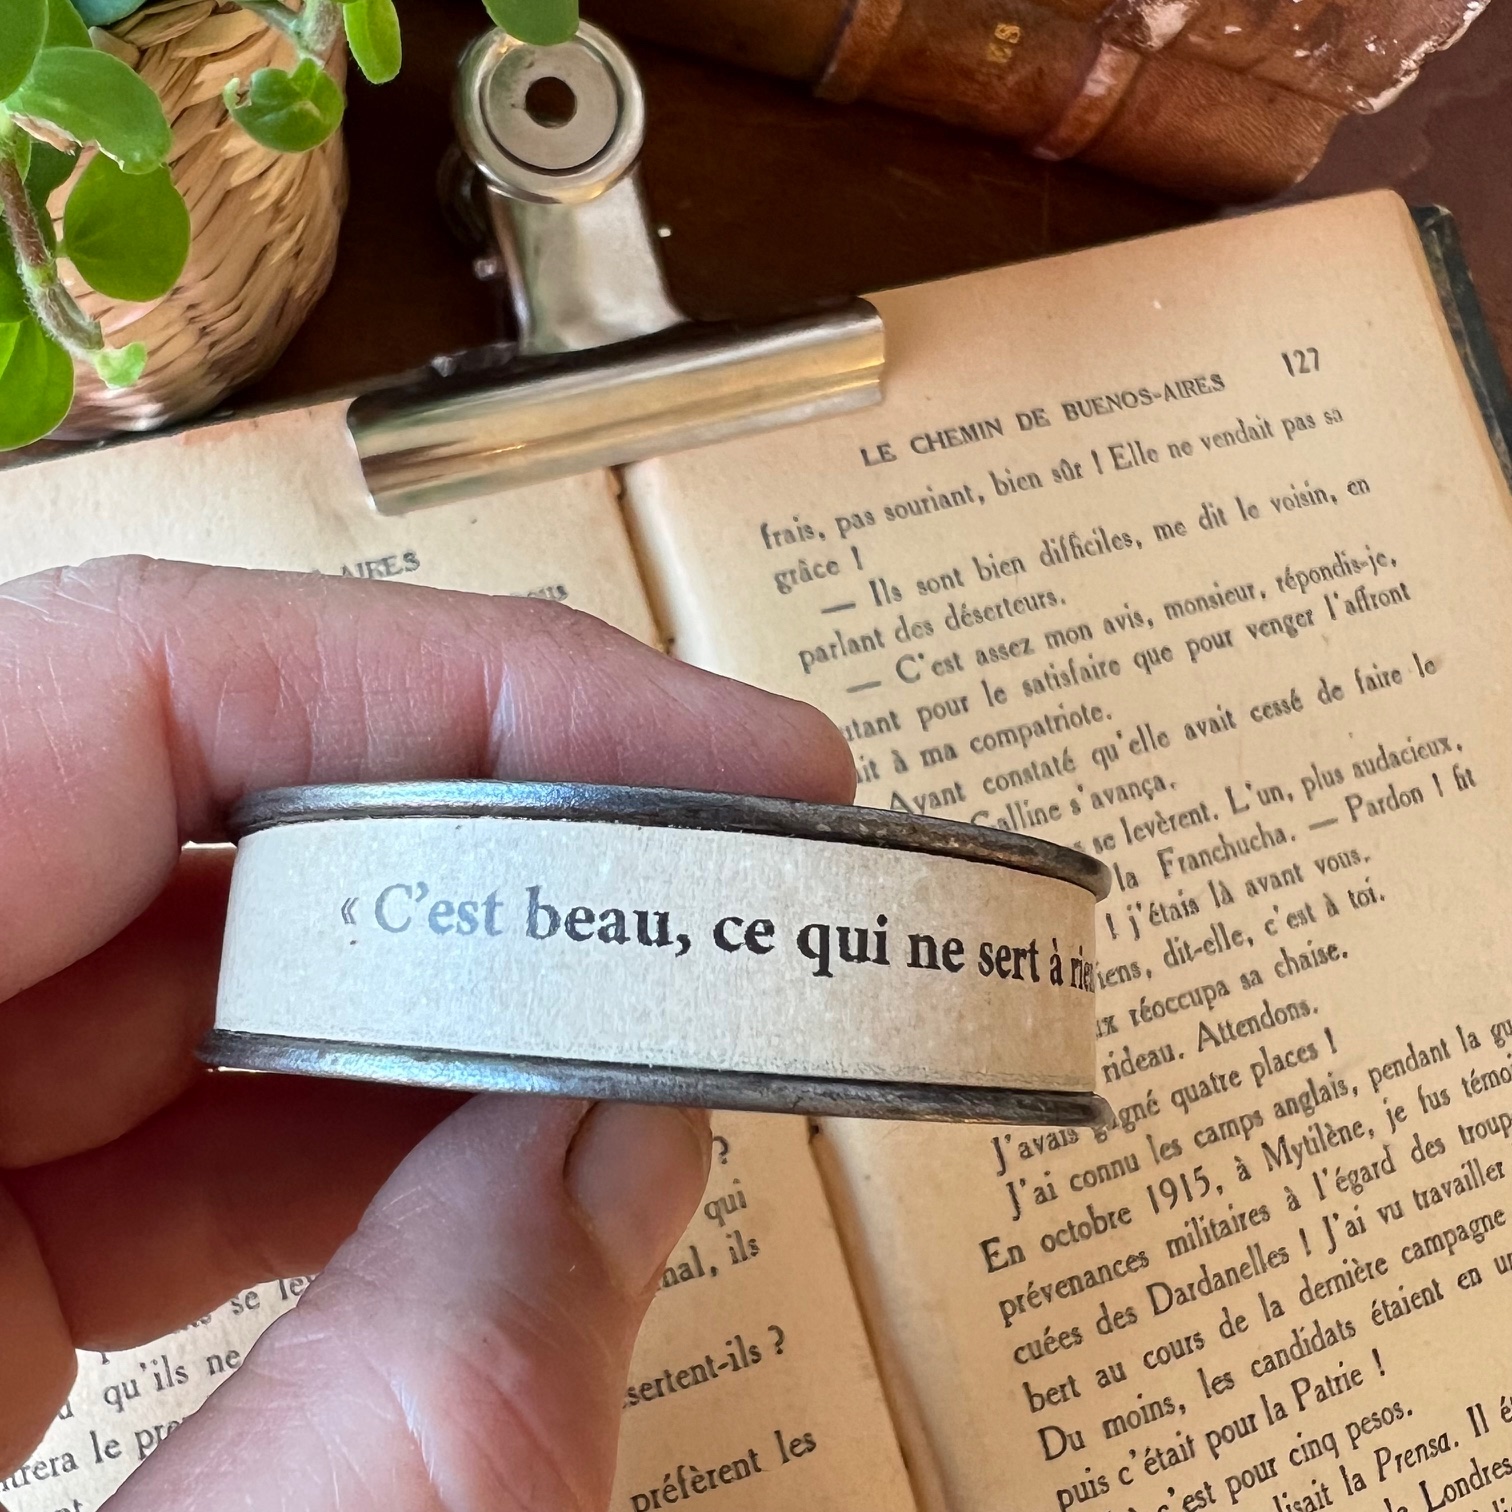 « C'est beau, ce qui ne sert à
LE CHEMIN DE BUENOS-AIRES 127
frais, pas souriant, bien sûr ! Elle ne vendait pas sa
grâce !
— Ils sont bien difficiles, me dit le voisin, en
parlant des déserteurs.
— C'est assez mon avis, monsieur, répondis-je,
pour le satisfaire que pour venger l'affront
à ma compatriote.
Ayant constaté qu'elle avait cessé de faire le
Galline s'avança.
se levèrent. L'un, plus audacieux,
la Franchucha. — Pardon ! fit
! j'étais là avant vous.
dit-elle, c'est à toi.
réoccupa sa chaise.
rideau. Attendons.
J'avais gagné quatre places !
J'ai connu les camps anglais, pendant la
En octobre 1915, à Mytilène, je fus
prévenances militaires à l'égard des
cuées des Dardanelles ! J'ai vu travailler
bert au cours de la dernière campagne
Du moins, les candidats étaient en
puis c'était pour la Patrie !
c'est pour cinq pesos.
la Prensa. Il
Londres
AIRES
?
qui
ils
se
qu'ils ne
le
?
préfèrent les